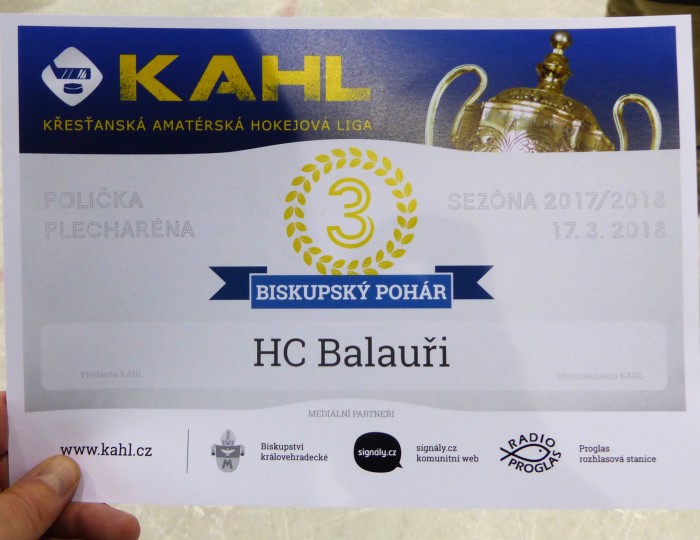 KAHL
KŘESŤANSKÁ AMATÉRSKÁ HOKEJOVÁ LIGA
POLIČKA
PLECHARÉNA
3
SEZÓNA 2017/2018
17. 3. 2018
BISKUPSKÝ POHÁR
HC Balauři
Předseda KAHL
Místopředseda KAHL
MEDIÁLNÍ PARTNEŘI
www.kahl.cz
M
Biskupství
královehradecké
signály.cz
signály.cz
komunitní web
RADIO
PROGLAS
Proglas
rozhlasová stanice